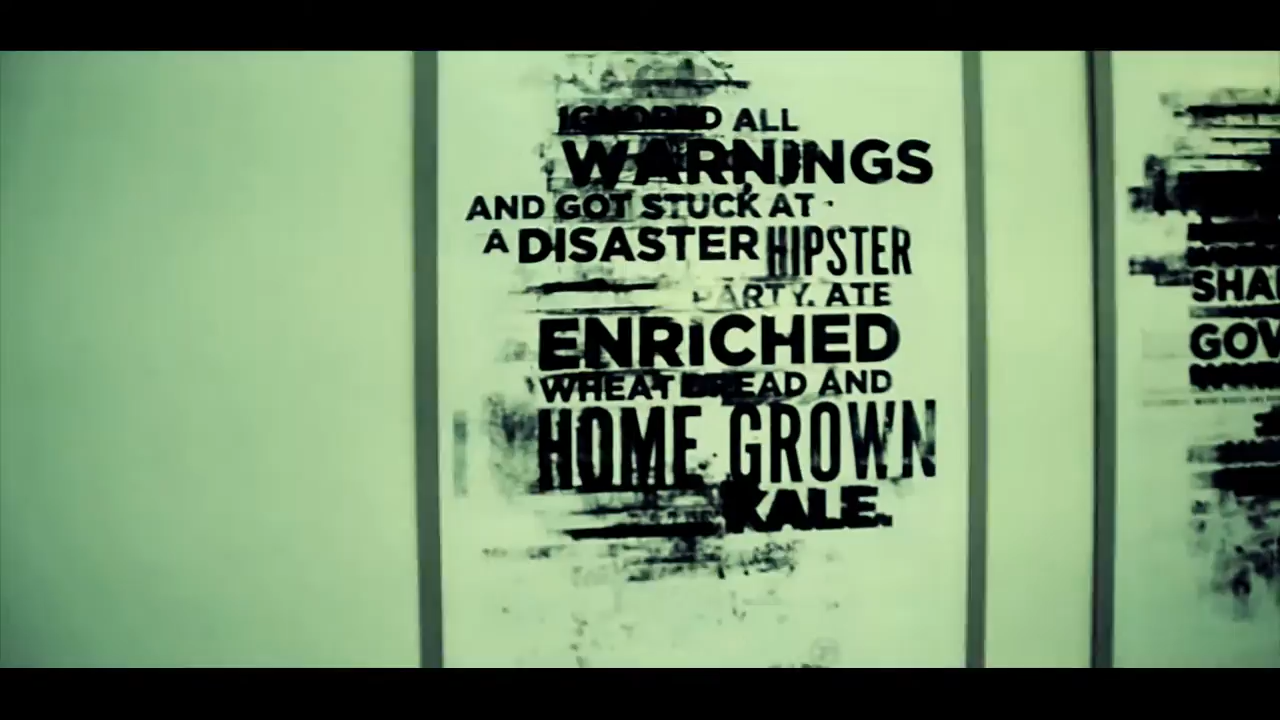 IGNORED ALL
WARNINGS
AND GOT STUCK AT
A DISASTER HIPSTER
PARTY. ATE
ENRICHED
WHEAT BREAD AND
HOME GROWN
KALE.
SHA
GOV